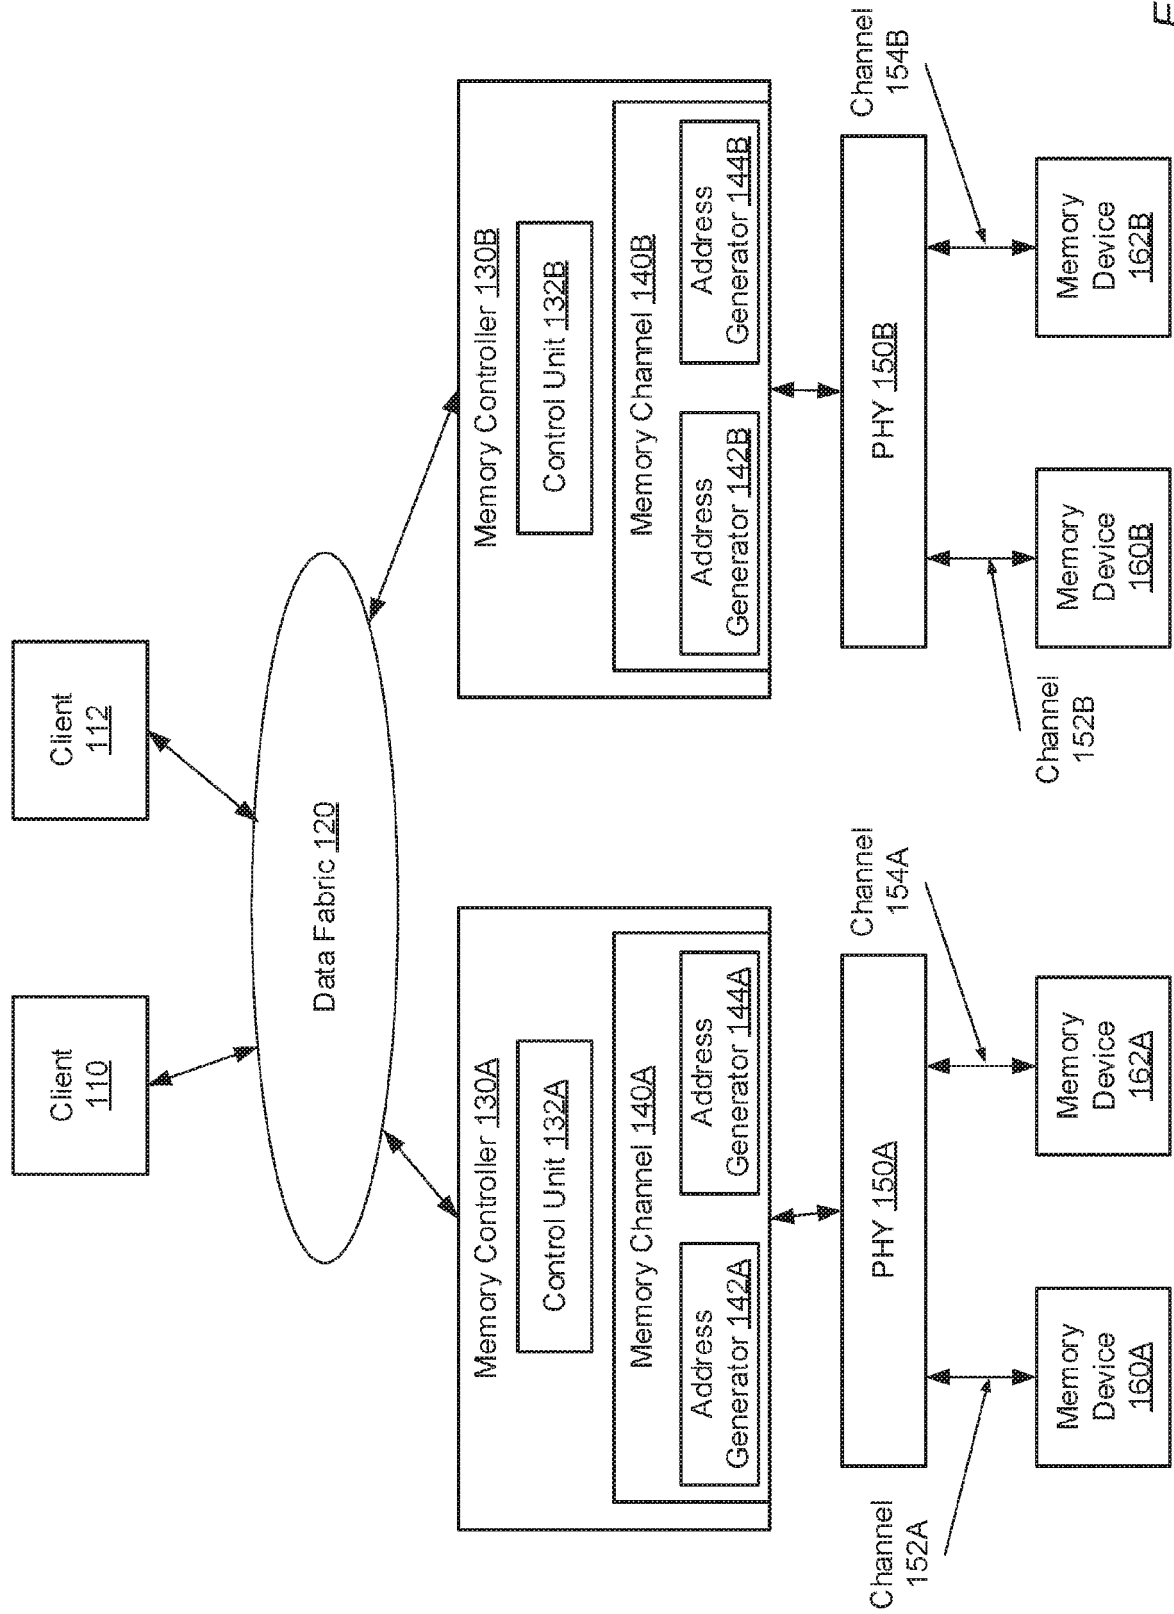 Client
110
Client
112
Data Fabric 120
Memory Controller 130A
Control Unit 132A
Memory Channel 140A
Address
Generator 142A
Address
Generator 144A
Memory Controller 130B
Control Unit 132B
Memory Channel 140B
Address
Generator 142B
Address
Generator 144B
PHY 150A
PHY 150B
Channel
152A
Channel
154A
Channel
152B
Channel
154B
Memory
Device
160A
Memory
Device
162A
Memory
Device
160B
Memory
Device
162B